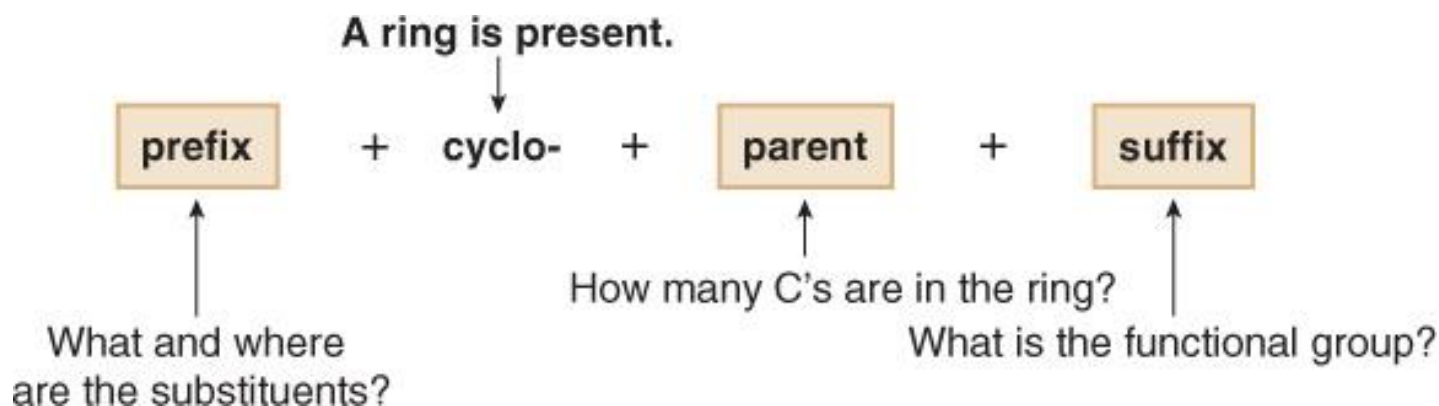 A ring is present.
prefix + cyclo- + parent + suffix
How many C's are in the ring?
What and where
are the substituents?
What is the functional group?